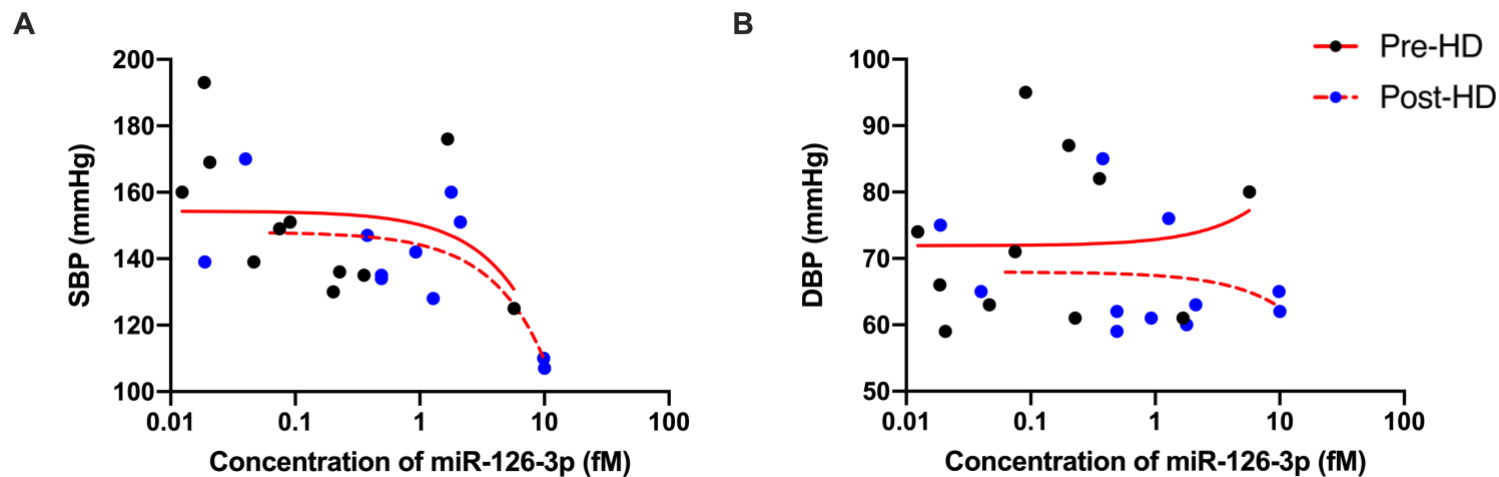 A
B
Pre-HD
Post-HD
SBP (mmHg)
200
180
160
140
120
100
0.01
0.1
1
10
100
Concentration of miR-126-3p (fM)
DBP (mmHg)
100
90
80
70
60
50
0.01
0.1
1
10
100
Concentration of miR-126-3p (fM)